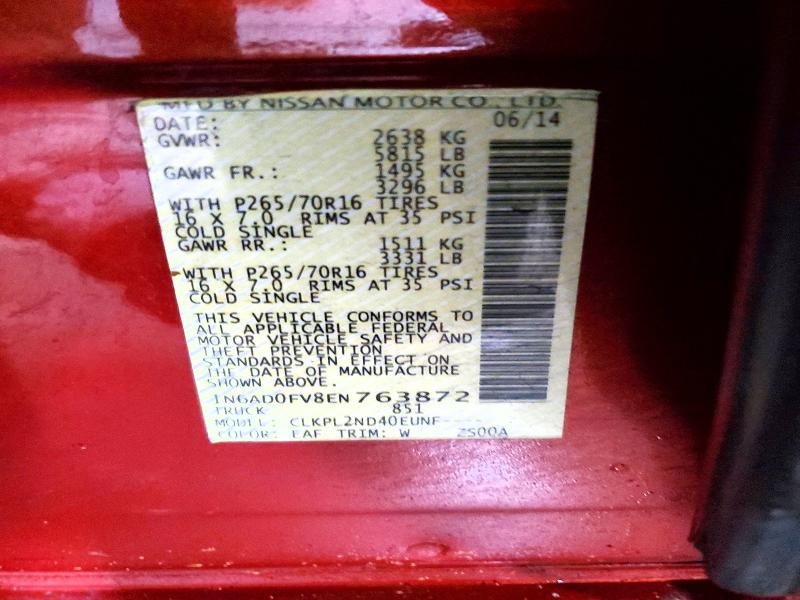 MFD BY NISSAN MOTOR CO., LTD.
DATE: 06/14
GVWR: 2638 KG
5815 LB
GAWR FR.: 1495 KG
3296 LB
WITH P265/70R16 TIRES
16 X 7.0 RIMS AT 35 PSI
COLD SINGLE
GAWR RR.: 1511 KG
3331 LB
WITH P265/70R16 TIRES
16 X 7.0 RIMS AT 35 PSI
COLD SINGLE
THIS VEHICLE CONFORMS TO
ALL APPLICABLE FEDERAL
MOTOR VEHICLE SAFETY AND
THEFT PREVENTION
STANDARDS IN EFFECT ON
THE DATE OF MANUFACTURE
SHOWN ABOVE.
1N6AD0FV8EN763872
TRUCK 851
MODEL: CLKPL2ND40EUNF-----
COLOR: EAF TRIM: W ZS00A